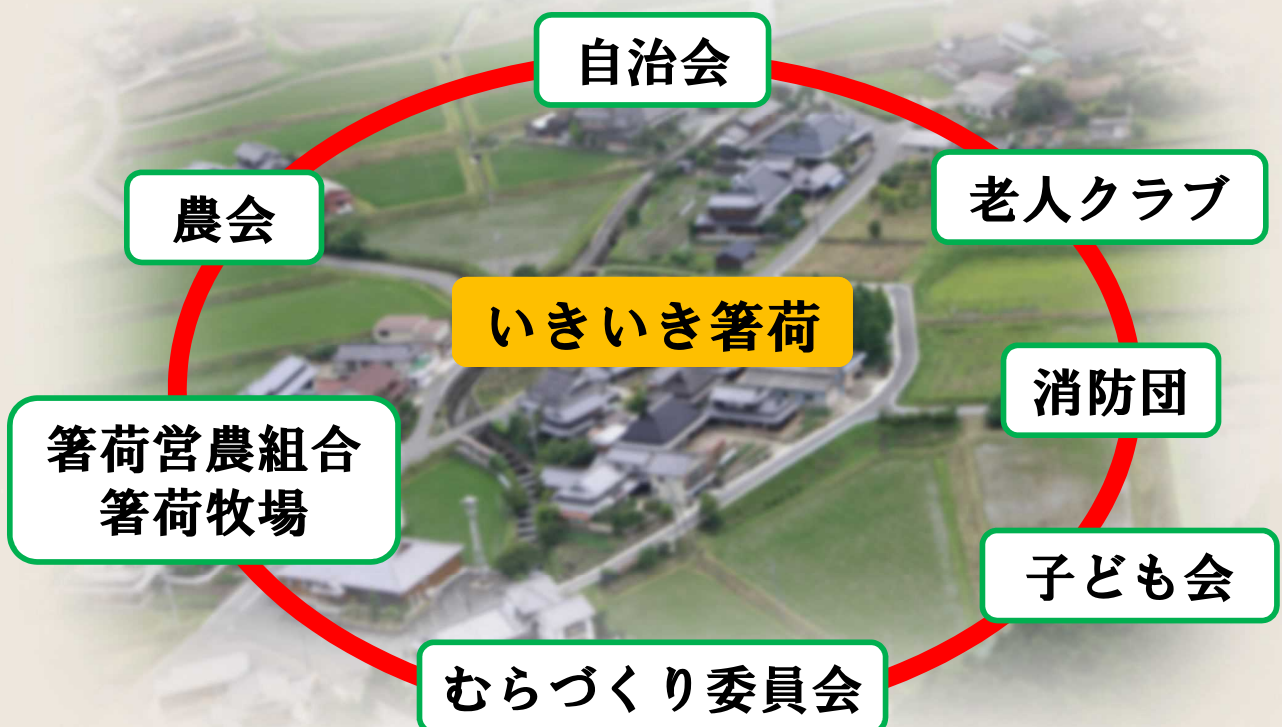 自治会
農会
老人クラブ
いきいき箸荷
消防団
箸荷営農組合
箸荷牧場
子ども会
むらづくり委員会